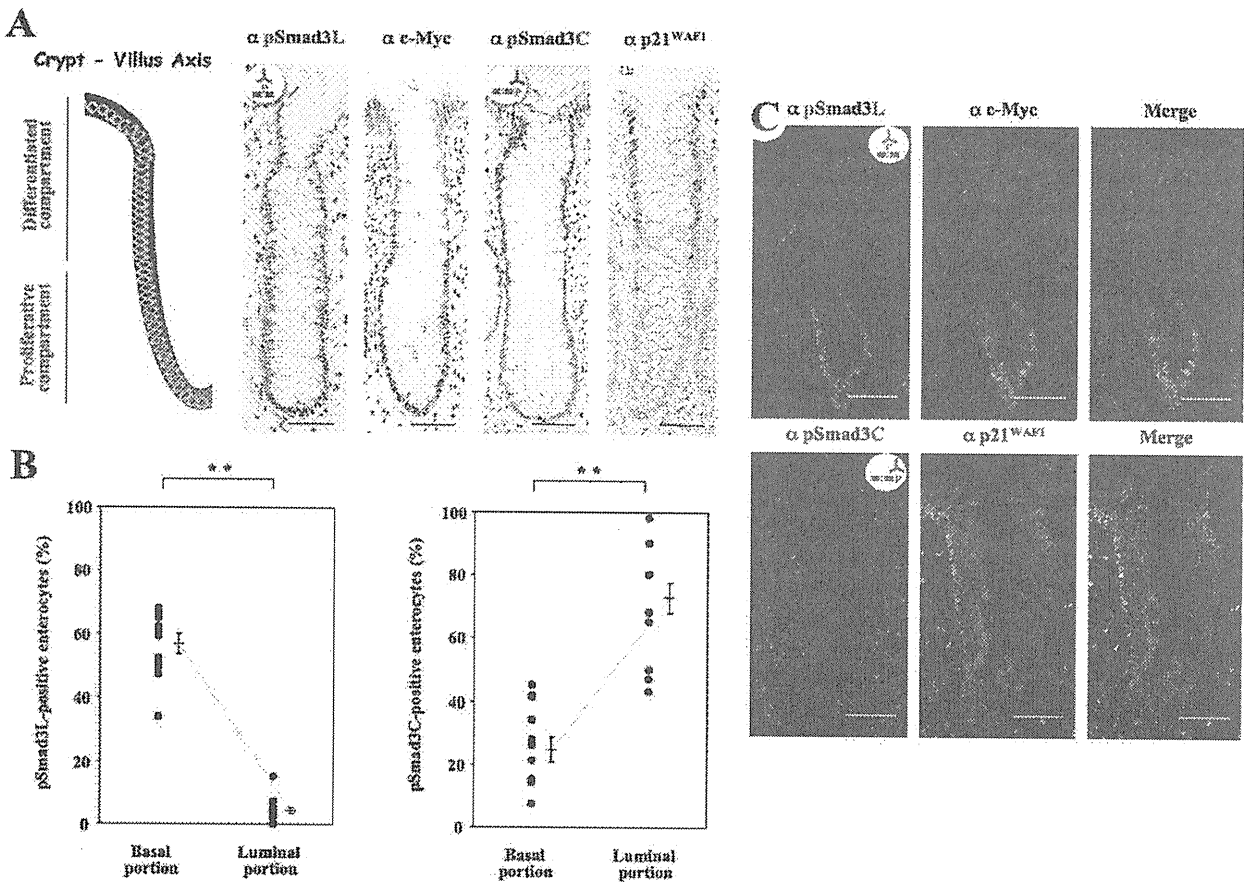 A
Crypt - Villus Axis
Differentiated compartment
Proliferative compartment
α pSmad3L
α c-Myc
α pSmad3C
α p21WAF1
B
pSmad3L-positive enterocytes (%)
100
80
60
40
20
0
**
Basal portion
Luminal portion
pSmad3C-positive enterocytes (%)
100
80
60
40
20
0
**
Basal portion
Luminal portion
C
α pSmad3L
α c-Myc
Merge
α pSmad3C
α p21WAF1
Merge